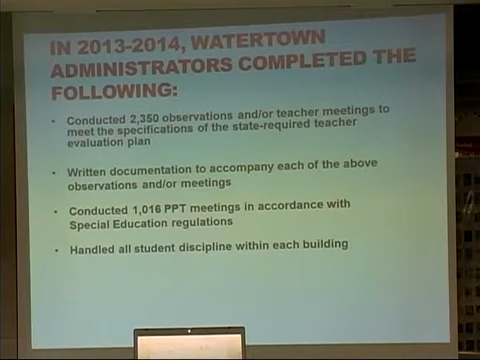 IN 2013-2014, WATERTOWN
ADMINISTRATORS COMPLETED THE
FOLLOWING:
• Conducted 2,350 observations and/or teacher meetings to
meet the specifications of the state-required teacher
evaluation plan
• Written documentation to accompany each of the above
observations and/or meetings
• Conducted 1,016 PPT meetings in accordance with
Special Education regulations
• Handled all student discipline within each building